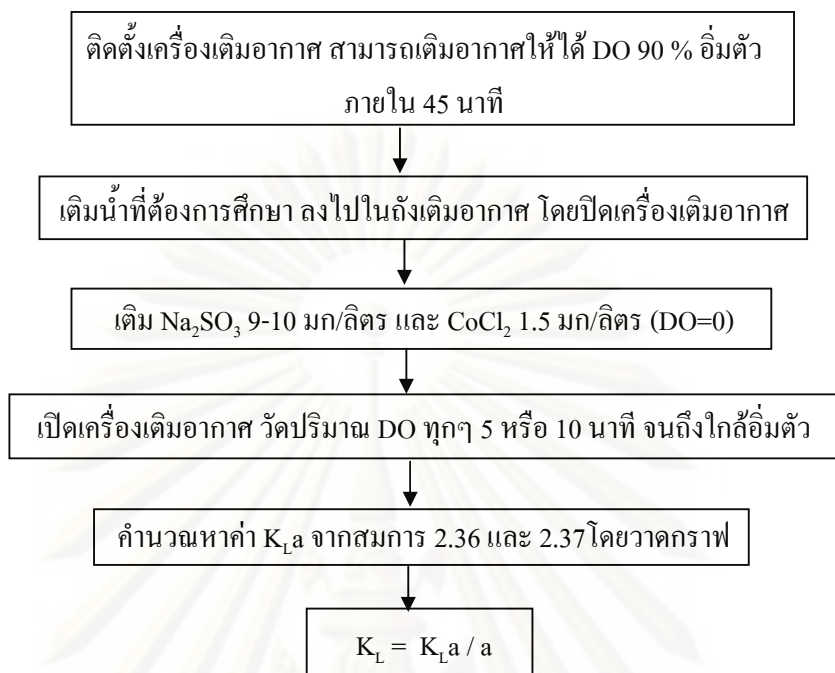 ติดตั้งเครื่องเติมอากาศ สามารถเติมอากาศให้ได้ DO 90 % อิ่มตัว
ภายใน 45 นาที
เติมน้ำที่ต้องการศึกษา ลงไปในถังเติมอากาศ โดยปิดเครื่องเติมอากาศ
เติม Na₂SO₃ 9-10 มก/ลิตร และ CoCl₂ 1.5 มก/ลิตร (DO=0)
เปิดเครื่องเติมอากาศ วัดปริมาณ DO ทุกๆ 5 หรือ 10 นาที จนถึงใกล้อิ่มตัว
คำนวณหาค่า K_La จากสมการ 2.36 และ 2.37โดยวาดกราฟ
K_L = K_La / a